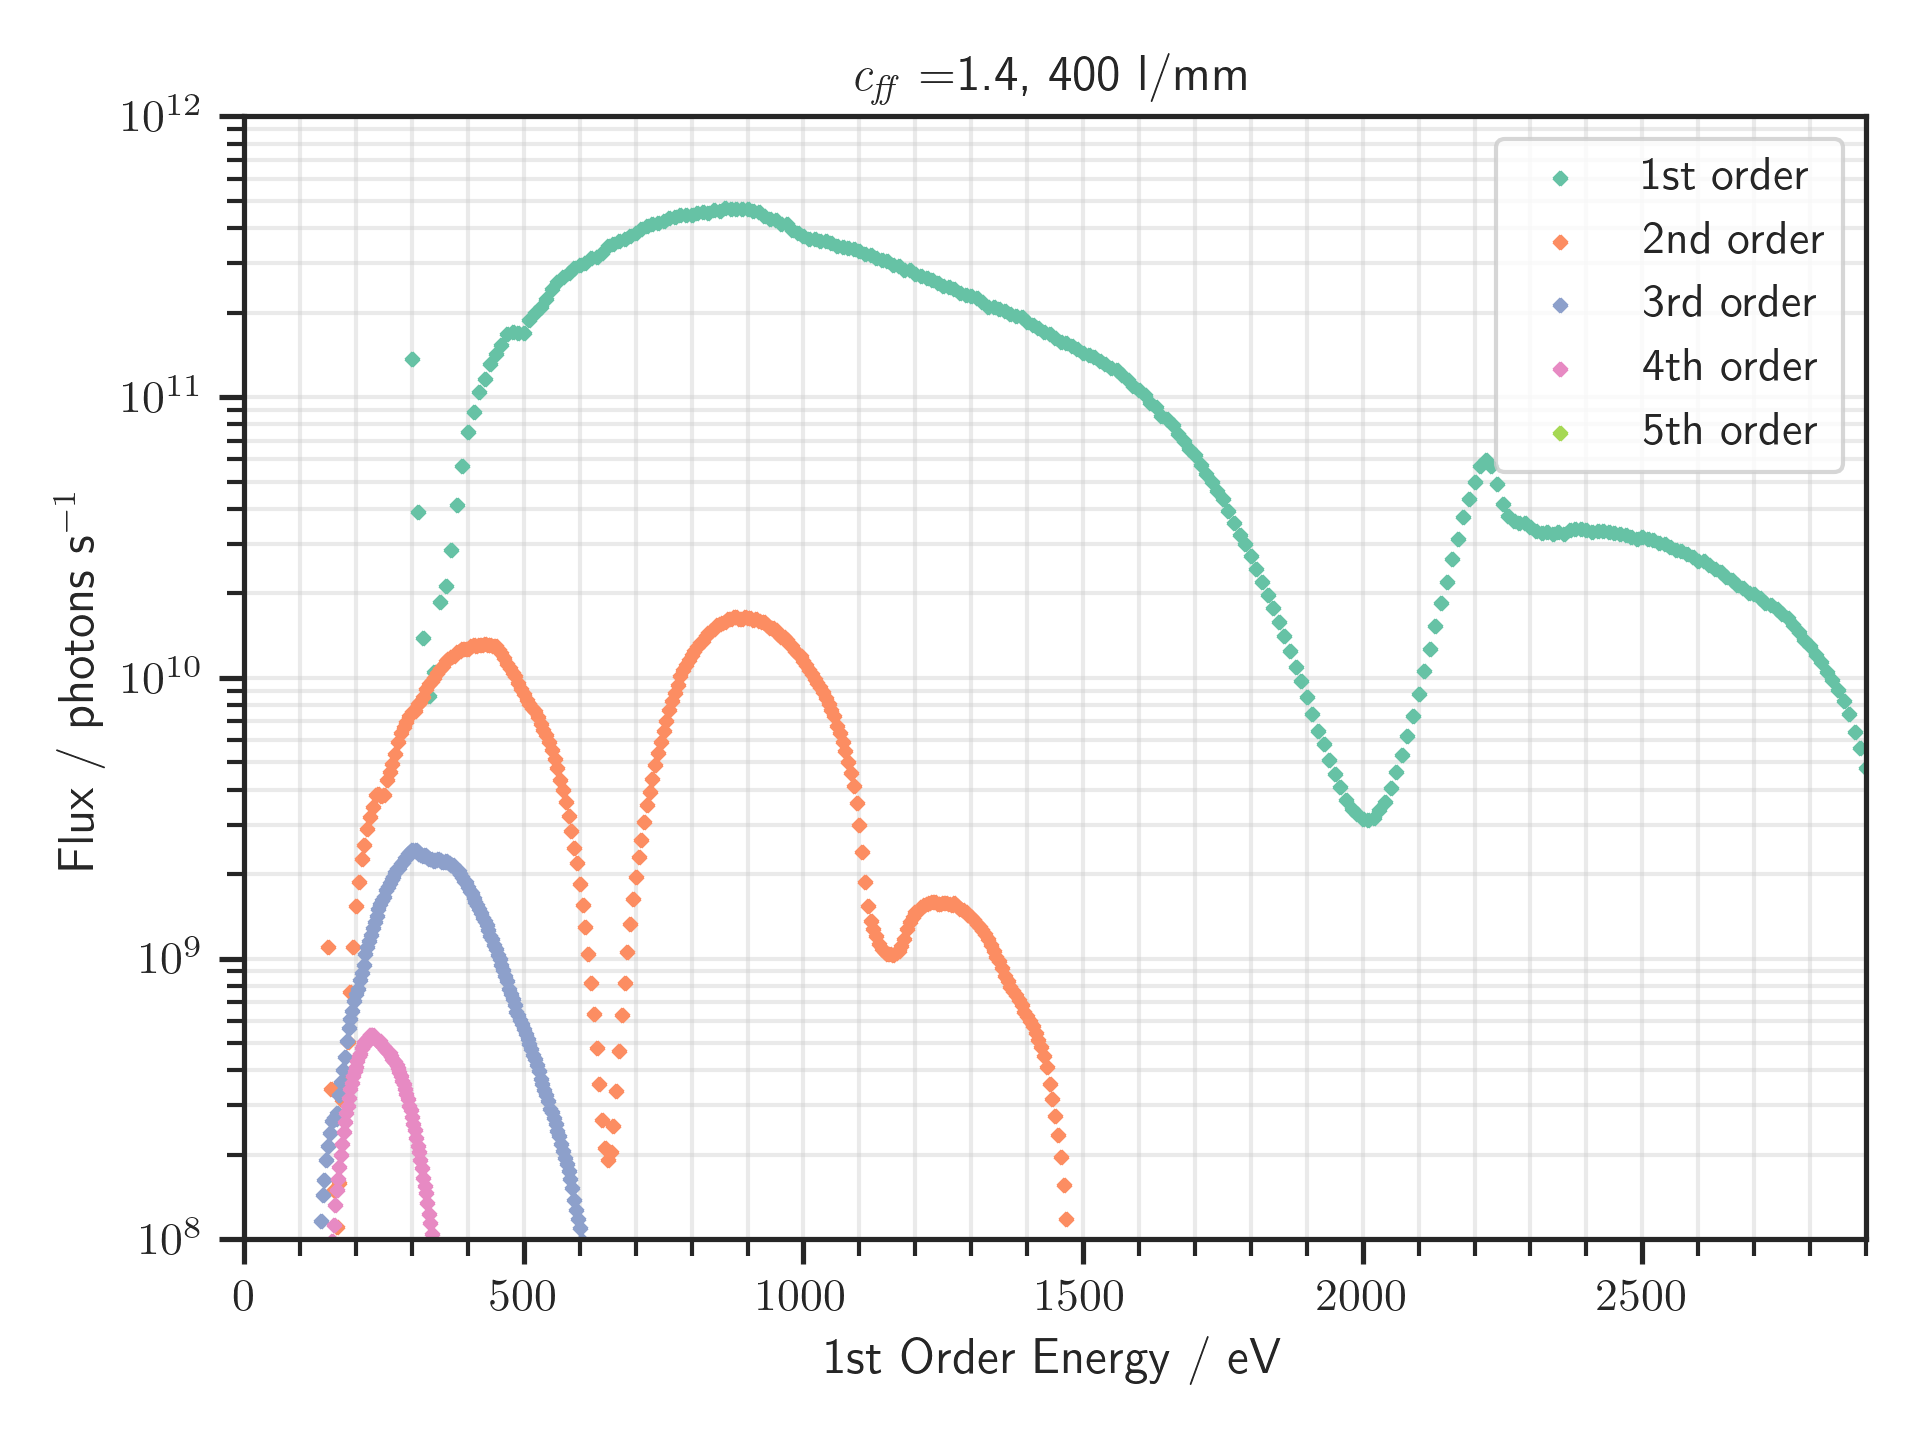 c_ff =1.4, 400 l/mm
10^12
10^11
10^10
10^9
10^8
Flux / photons s^−1
1st order
2nd order
3rd order
4th order
5th order
0 500 1000 1500 2000 2500
1st Order Energy / eV